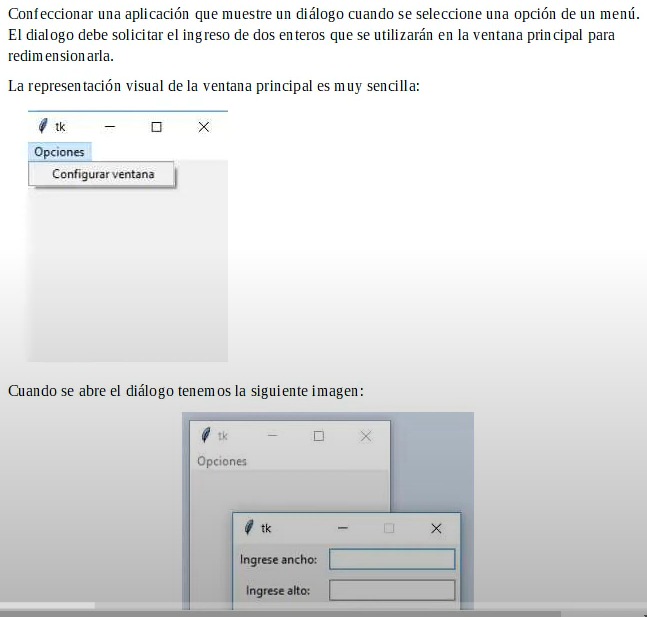 Confeccionar una aplicación que muestre un diálogo cuando se seleccione una opción de un menú.
El dialogo debe solicitar el ingreso de dos enteros que se utilizarán en la ventana principal para
redimensionarla.
La representación visual de la ventana principal es muy sencilla:
tk
Opciones
Configurar ventana
Cuando se abre el diálogo tenemos la siguiente imagen:
tk
Opciones
tk
Ingrese ancho:
Ingrese alto: